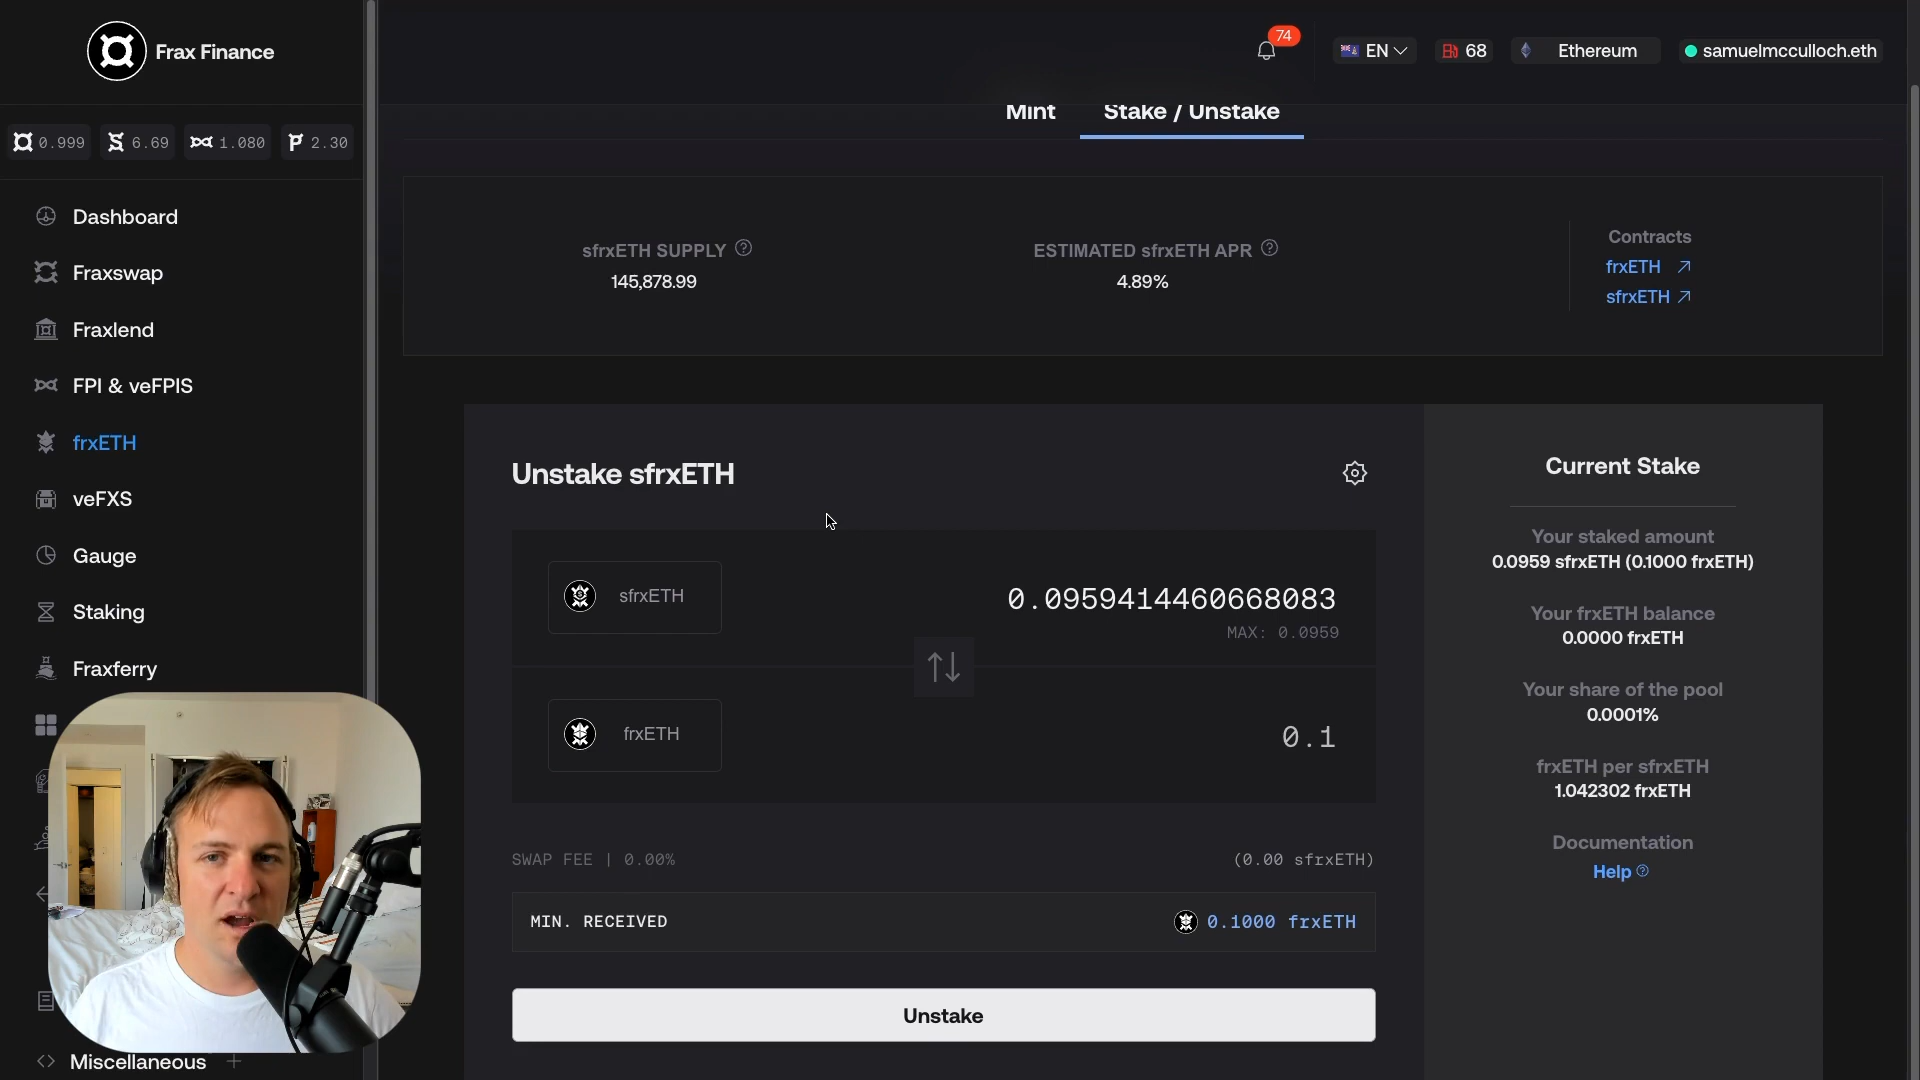 Frax Finance
74
EN
68
Ethereum
samuelmcculloch.eth
0.999
6.69
1.080
2.30
Mint
Stake / Unstake
Dashboard
Fraxswap
Fraxlend
FPI & veFPIS
frxETH
veFXS
Gauge
Staking
Fraxferry
Miscellaneous +
sfrxETH SUPPLY
145,878.99
ESTIMATED sfrxETH APR
4.89%
Contracts
frxETH
sfrxETH
Unstake sfrxETH
sfrxETH
0.0959414460668083
MAX: 0.0959
frxETH
0.1
SWAP FEE | 0.00%
(0.00 sfrxETH)
MIN. RECEIVED
0.1000 frxETH
Unstake
Current Stake
Your staked amount
0.0959 sfrxETH (0.1000 frxETH)
Your frxETH balance
0.0000 frxETH
Your share of the pool
0.0001%
frxETH per sfrxETH
1.042302 frxETH
Documentation
Help